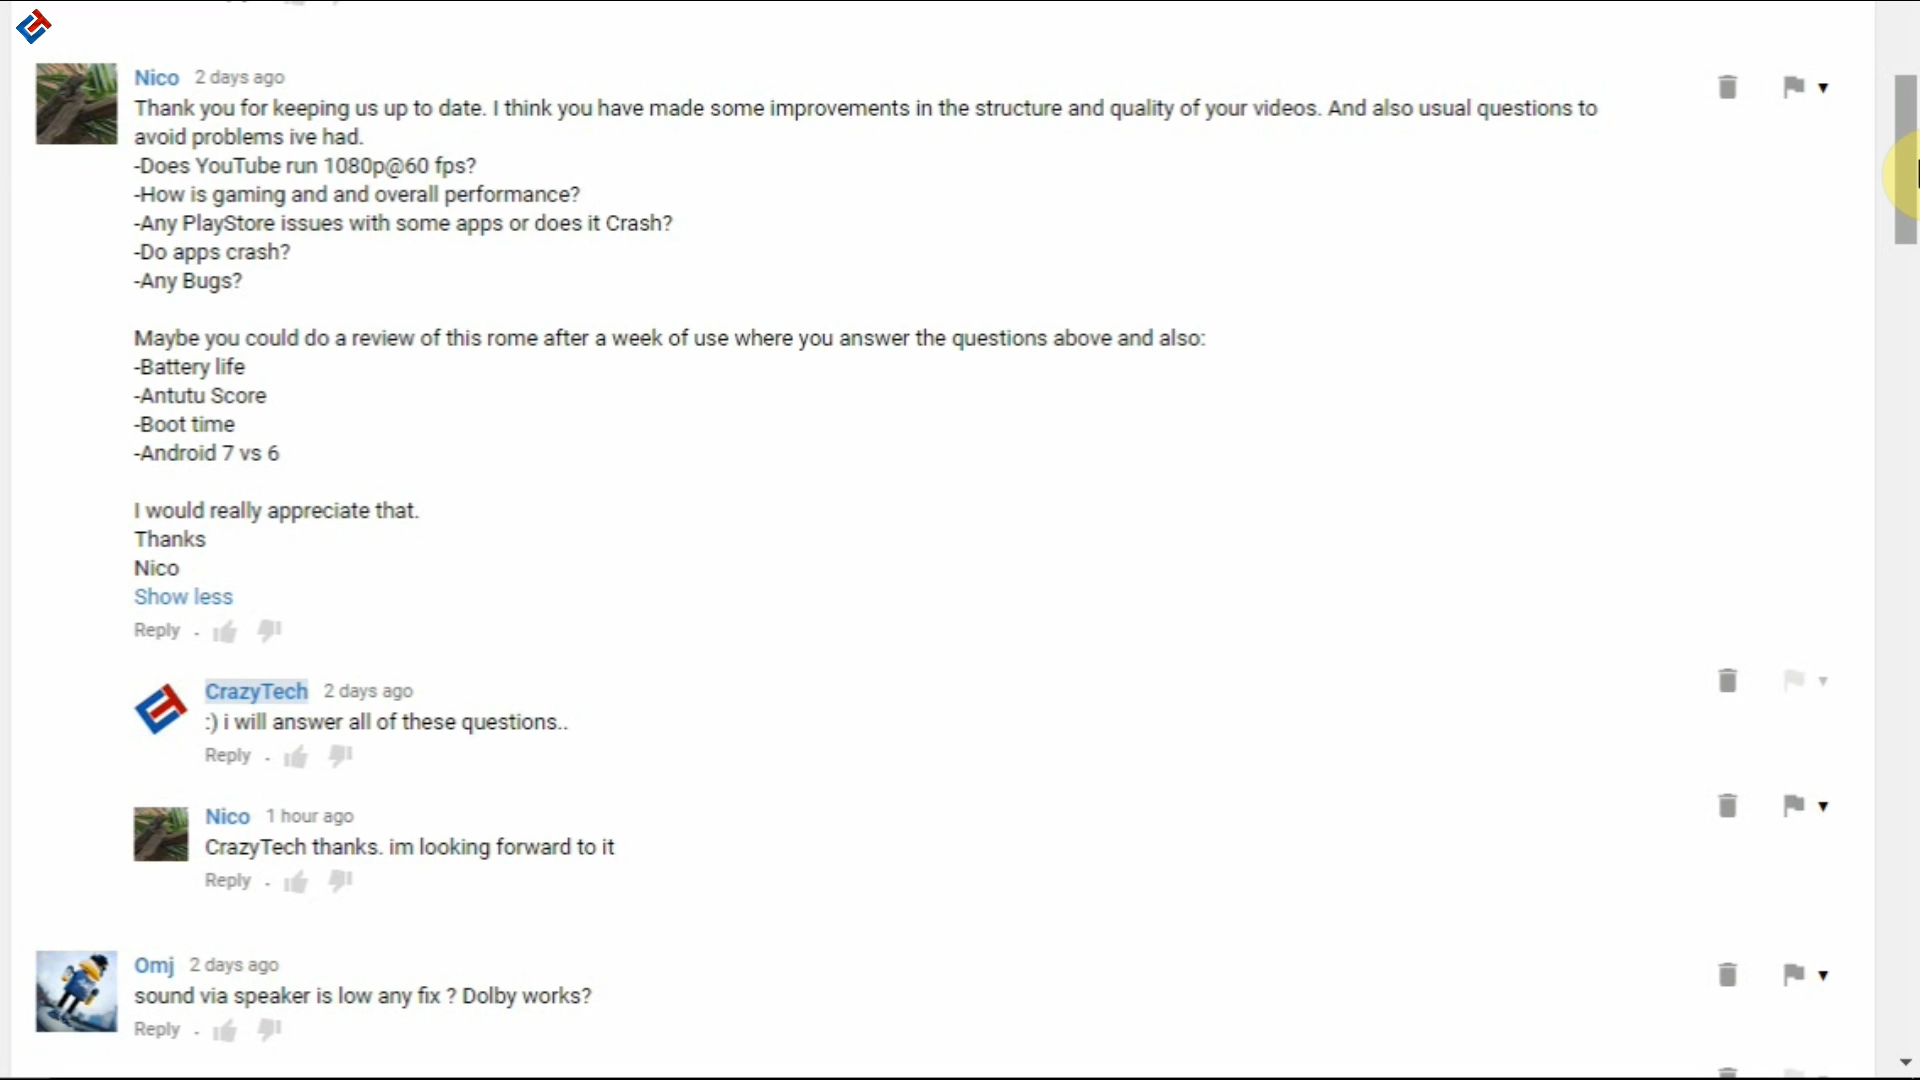 Nico 2 days ago
Thank you for keeping us up to date. I think you have made some improvements in the structure and quality of your videos. And also usual questions to
avoid problems ive had.
-Does YouTube run 1080p@60 fps?
-How is gaming and and overall performance?
-Any PlayStore issues with some apps or does it Crash?
-Do apps crash?
-Any Bugs?
Maybe you could do a review of this rome after a week of use where you answer the questions above and also:
-Battery life
-Antutu Score
-Boot time
-Android 7 vs 6
I would really appreciate that.
Thanks
Nico
Show less
Reply .
CrazyTech 2 days ago
:) i will answer all of these questions..
Reply .
Nico 1 hour ago
CrazyTech thanks. im looking forward to it
Reply .
Omj 2 days ago
sound via speaker is low any fix ? Dolby works?
Reply .